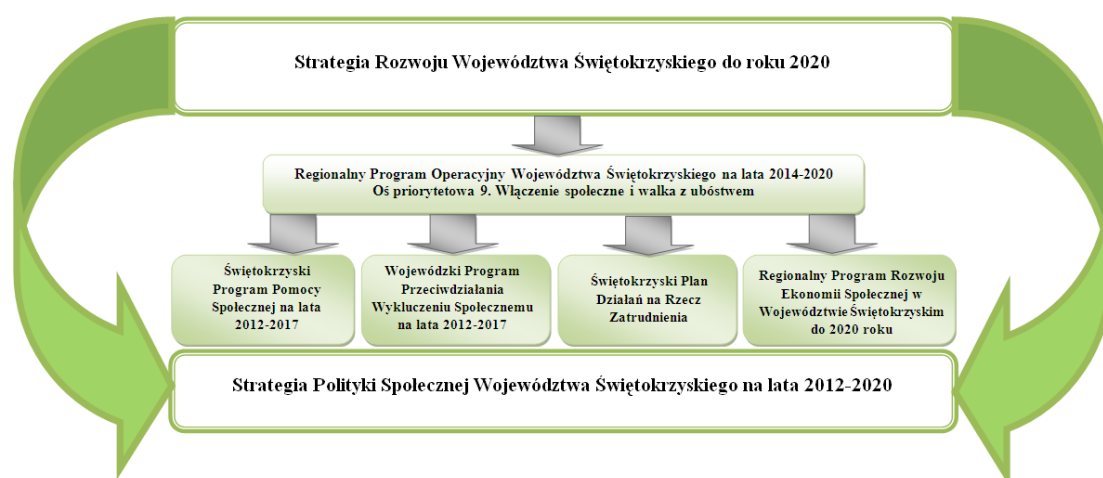 Strategia Rozwoju Województwa Świętokrzyskiego do roku 2020
Regionalny Program Operacyjny Województwa Świętokrzyskiego na lata 2014-2020
Oś priorytetowa 9. Włączenie społeczne i walka z ubóstwem
Świętokrzyski
Program Pomocy
Społecznej na lata
2012-2017
Wojewódzki Program
Przeciwdziałania
Wykluczeniu Społecznemu
na lata 2012-2017
Świętokrzyski Plan
Działań na Rzecz
Zatrudnienia
Regionalny Program Rozwoju
Ekonomii Społecznej w
Województwie Świętokrzyskim
do 2020 roku
Strategia Polityki Społecznej Województwa Świętokrzyskiego na lata 2012-2020